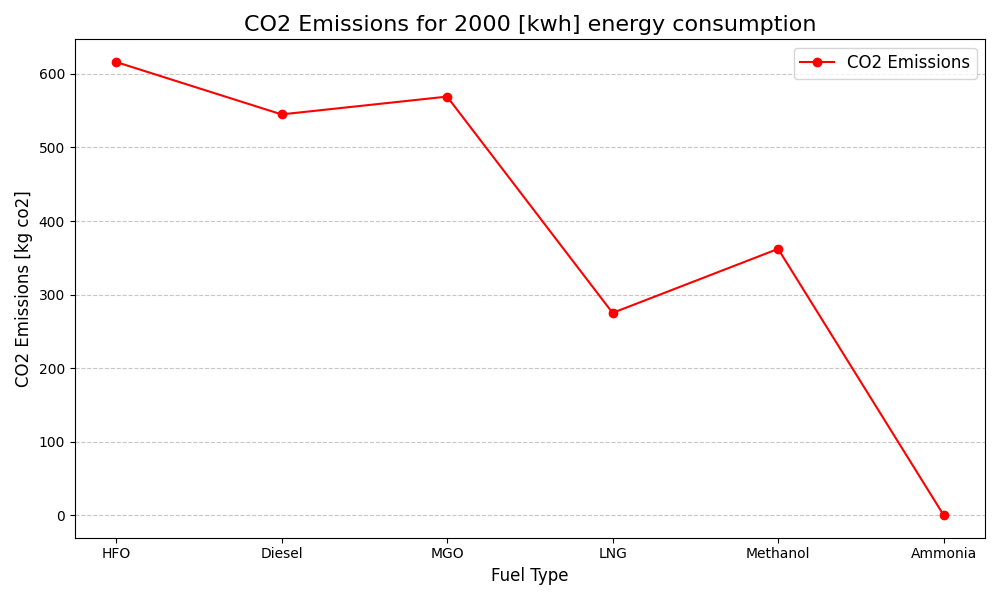 CO2 Emissions for 2000 [kwh] energy consumption
CO2 Emissions
CO2 Emissions [kg co2]
600
500
400
300
200
100
0
HFO Diesel MGO LNG Methanol Ammonia
Fuel Type